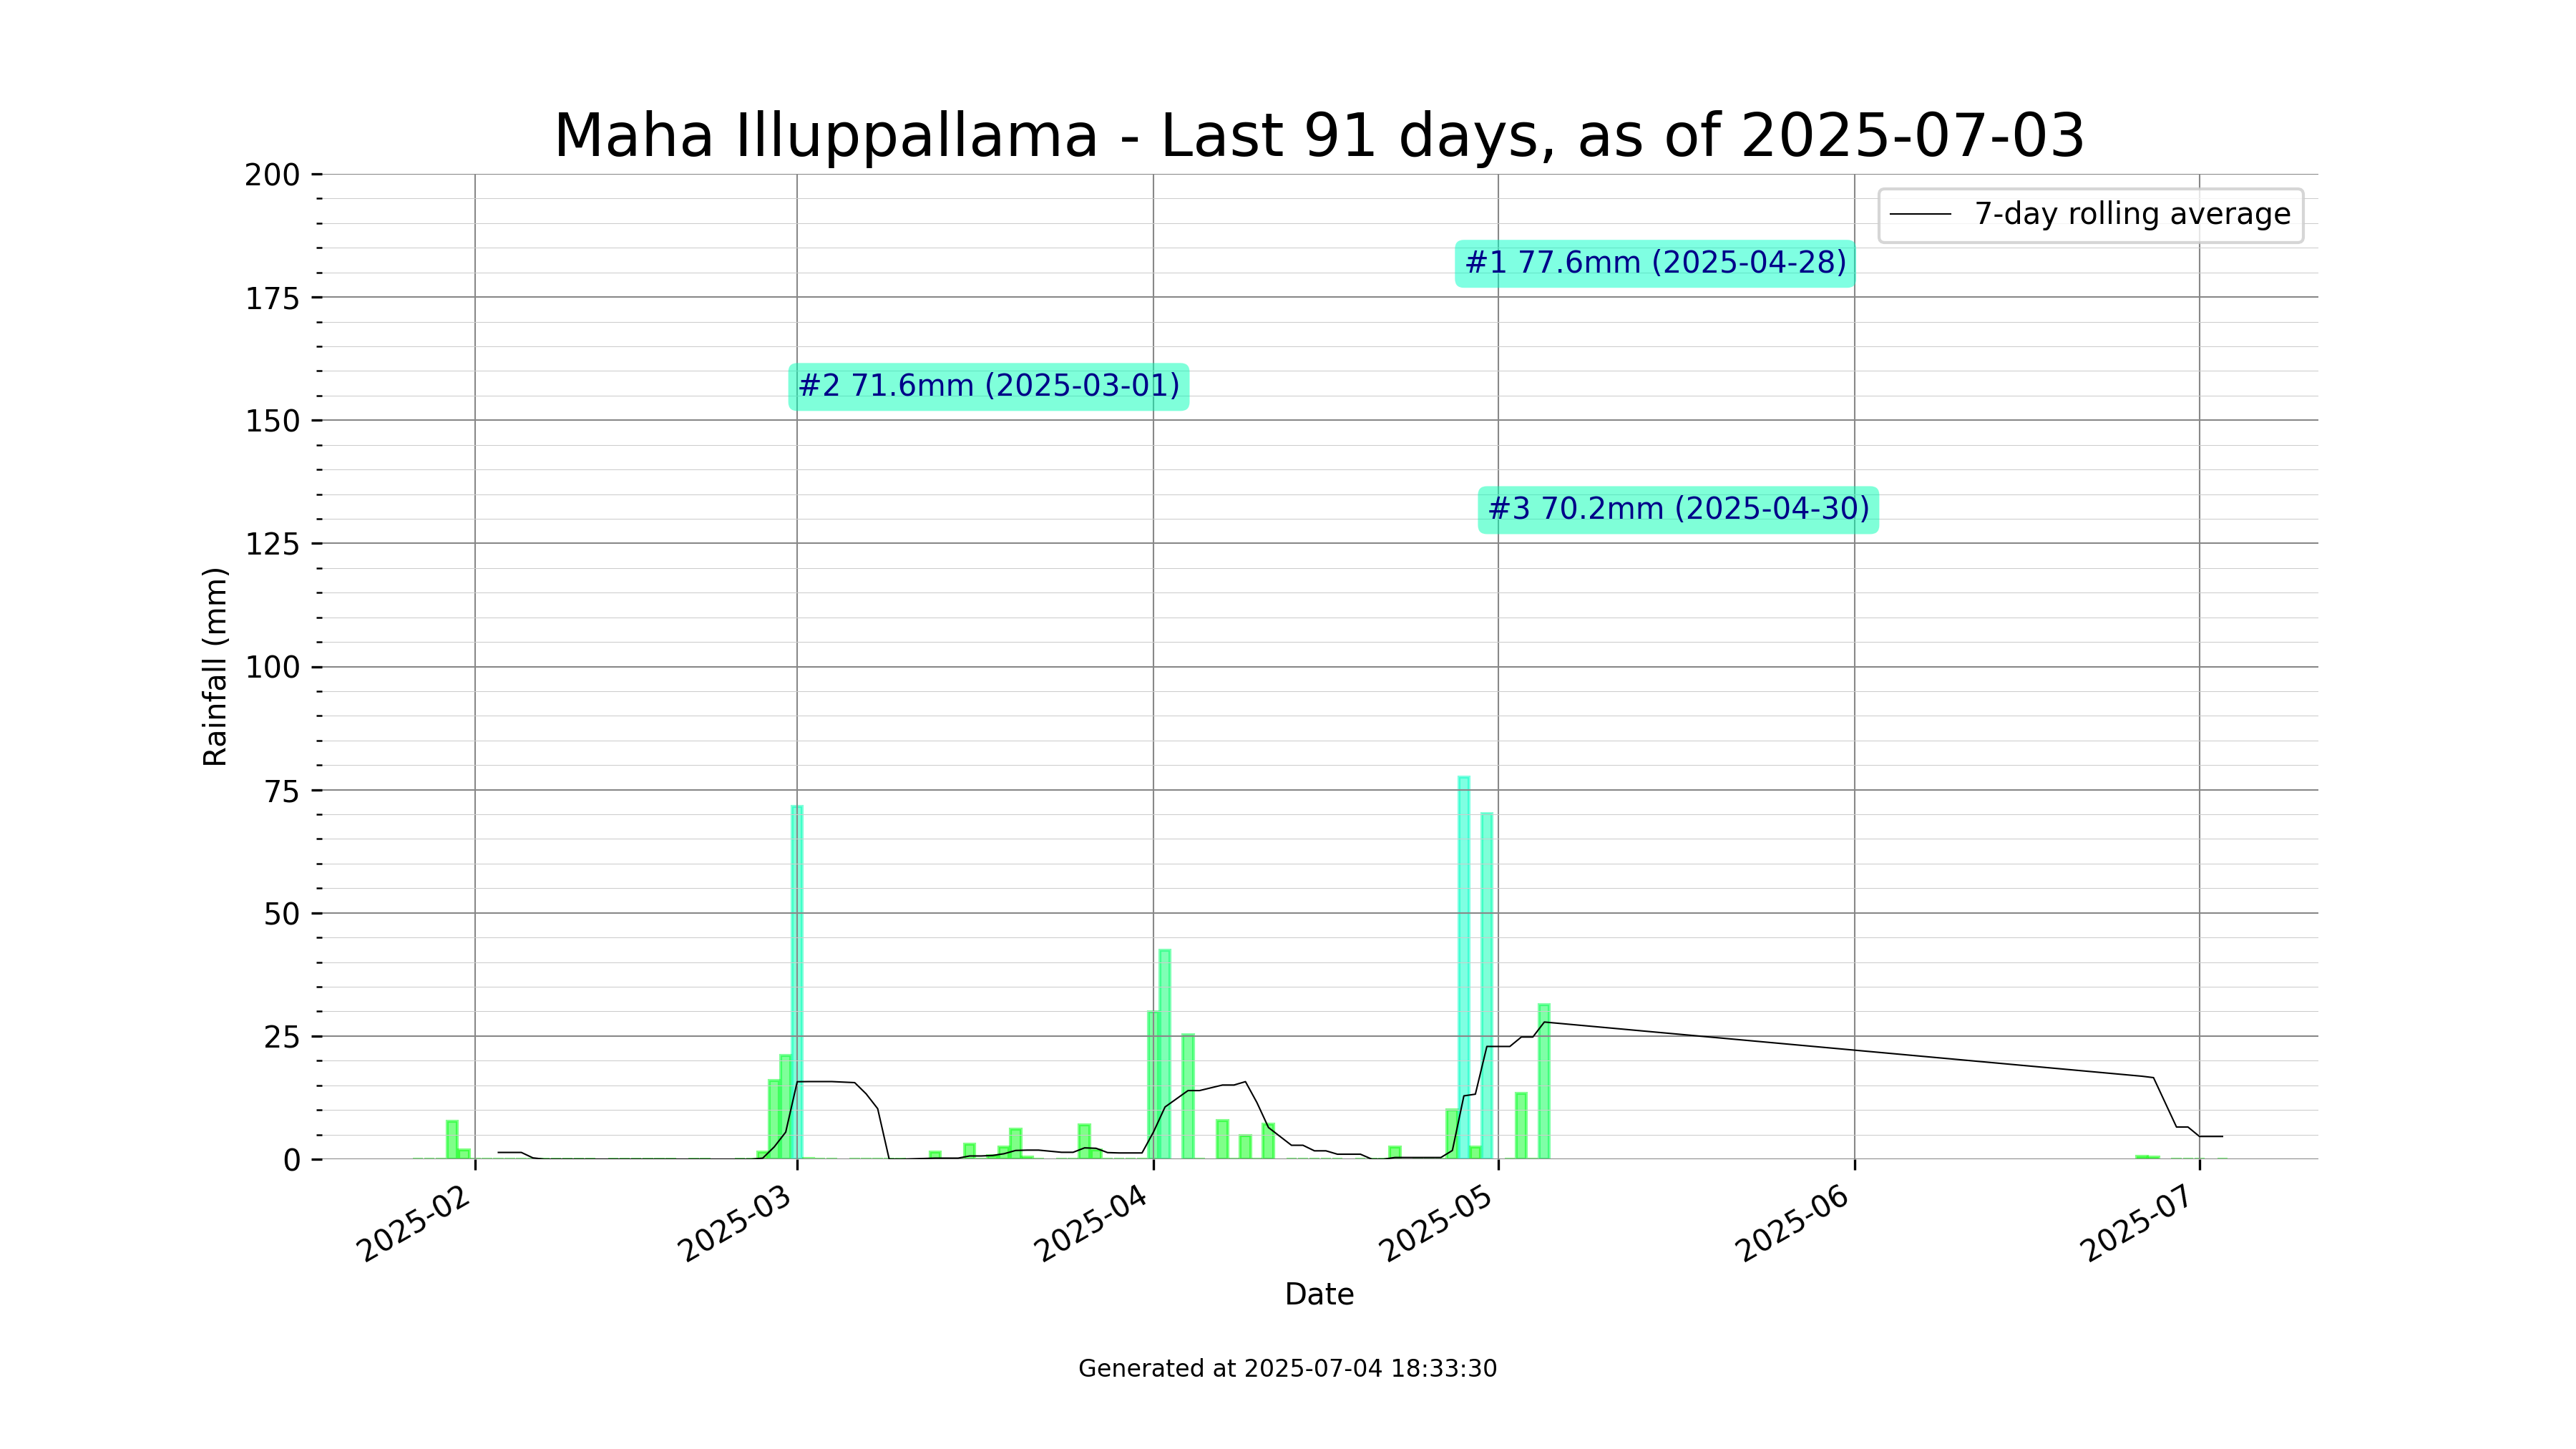 Maha Illuppallama - Last 91 days, as of 2025-07-03
200
175
150
125
100
75
50
25
0
Rainfall (mm)
7-day rolling average
#1 77.6mm (2025-04-28)
#2 71.6mm (2025-03-01)
#3 70.2mm (2025-04-30)
2025-02
2025-03
2025-04
2025-05
2025-06
2025-07
Date
Generated at 2025-07-04 18:33:30